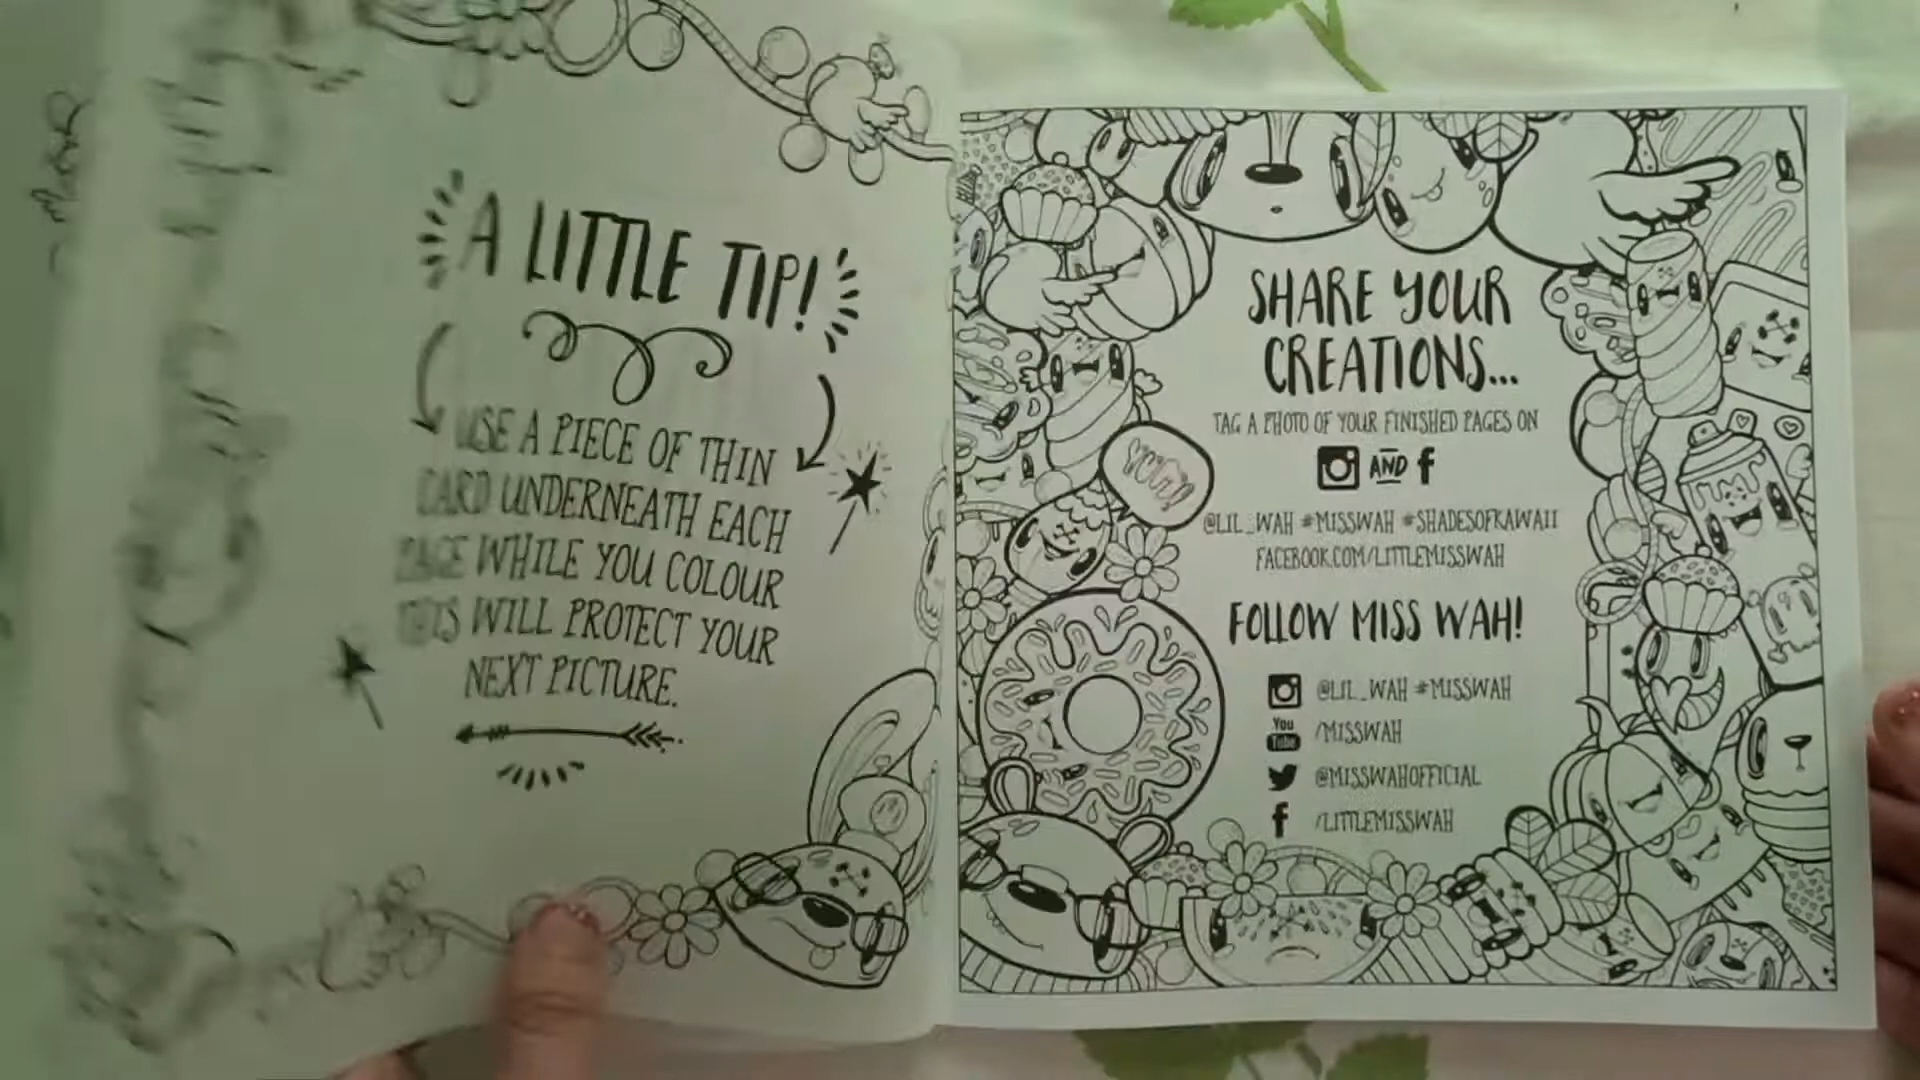 A LITTLE TIP!
USE A PIECE OF THIN
CARD UNDERNEATH EACH
PAGE WHILE YOU COLOUR
THIS WILL PROTECT YOUR
NEXT PICTURE.
SHARE YOUR
CREATIONS...
TAG A PHOTO OF YOUR FINISHED PAGES ON
AND f
@LIL_WAH #MISSWAH #SHADESOFKAWAII
FACEBOOK.COM/LITTLEMISSWAH
YUM!
FOLLOW MISS WAH!
@LIL_WAH #MISSWAH
You Tube /MISSWAH
@MISSWAHOFFICIAL
f /LITTLEMISSWAH